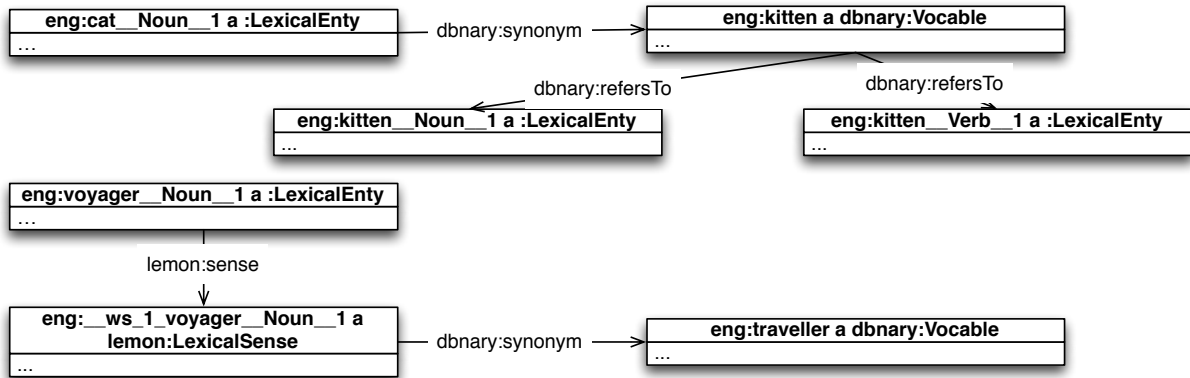 eng:cat__Noun__1 a :LexicalEnty
...
dbnary:synonym
eng:kitten a dbnary:Vocable
...
dbnary:refersTo
dbnary:refersTo
eng:kitten__Noun__1 a :LexicalEnty
...
eng:kitten__Verb__1 a :LexicalEnty
...
eng:voyager__Noun__1 a :LexicalEnty
...
lemon:sense
eng:__ws_1_voyager__Noun__1 a
lemon:LexicalSense
...
dbnary:synonym
eng:traveller a dbnary:Vocable
...